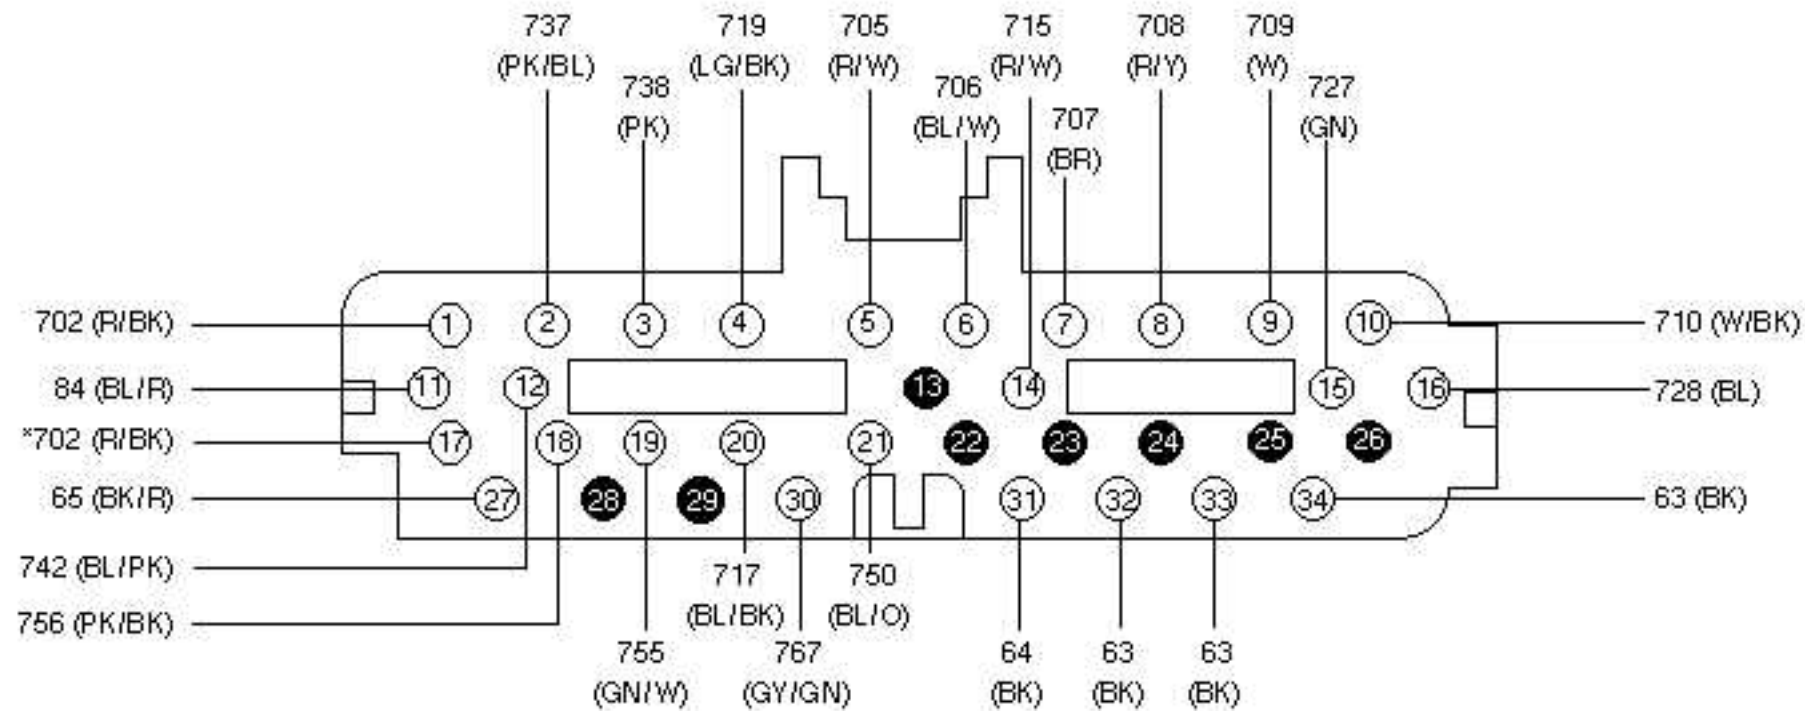 737
(PK/BL)
738
(PK)
719
(LG/BK)
705
(R/W)
706
(BL/W)
715
(R/W)
707
(BR)
708
(R/Y)
709
(W)
727
(GN)
702 (R/BK)
1 2 3 4 5 6 7 8 9 10
710 (W/BK)
84 (BL/R)
11 12 13 14 15 16
728 (BL)
*702 (R/BK)
17 18 19 20 21 22 23 24 25 26
65 (BK/R)
27 28 29 30 31 32 33 34
63 (BK)
742 (BL/PK)
756 (PK/BK)
755
(GN/W)
717
(BL/BK)
767
(GY/GN)
750
(BL/O)
64
(BK)
63
(BK)
63
(BK)